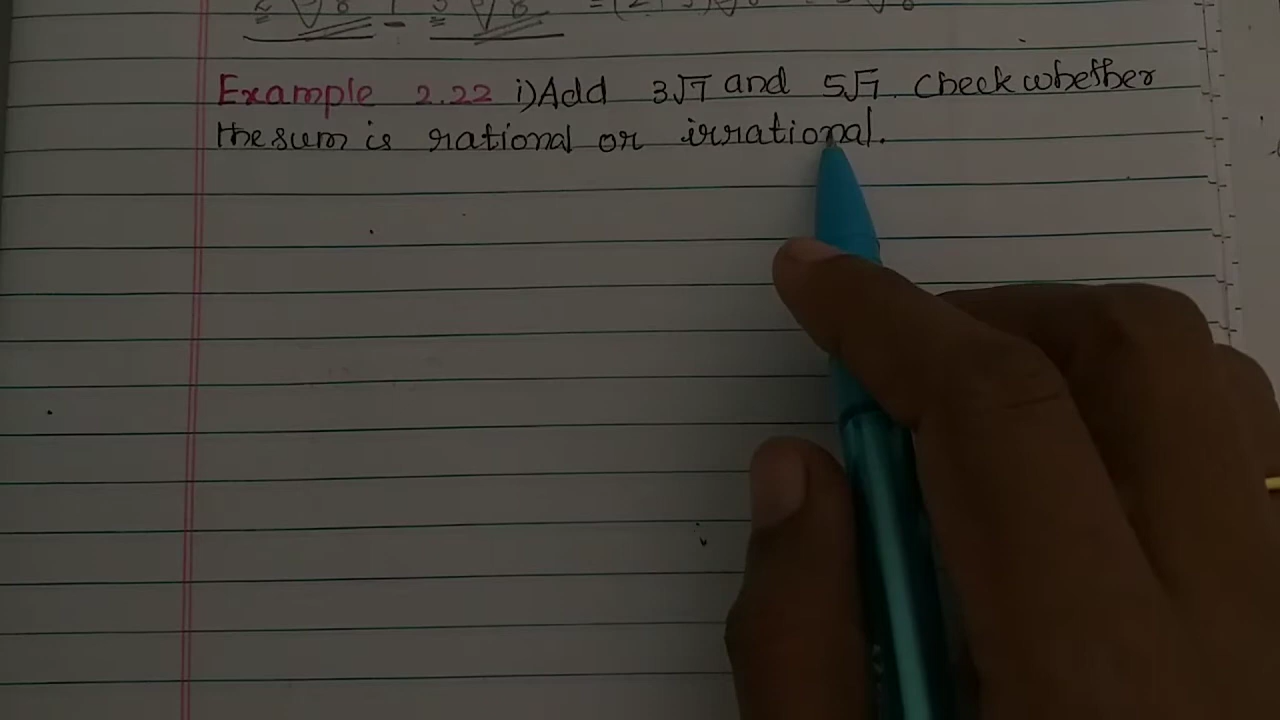 Example 2.22 i)Add 3√7 and 5√7. Check whether
the sum is rational or irrational.